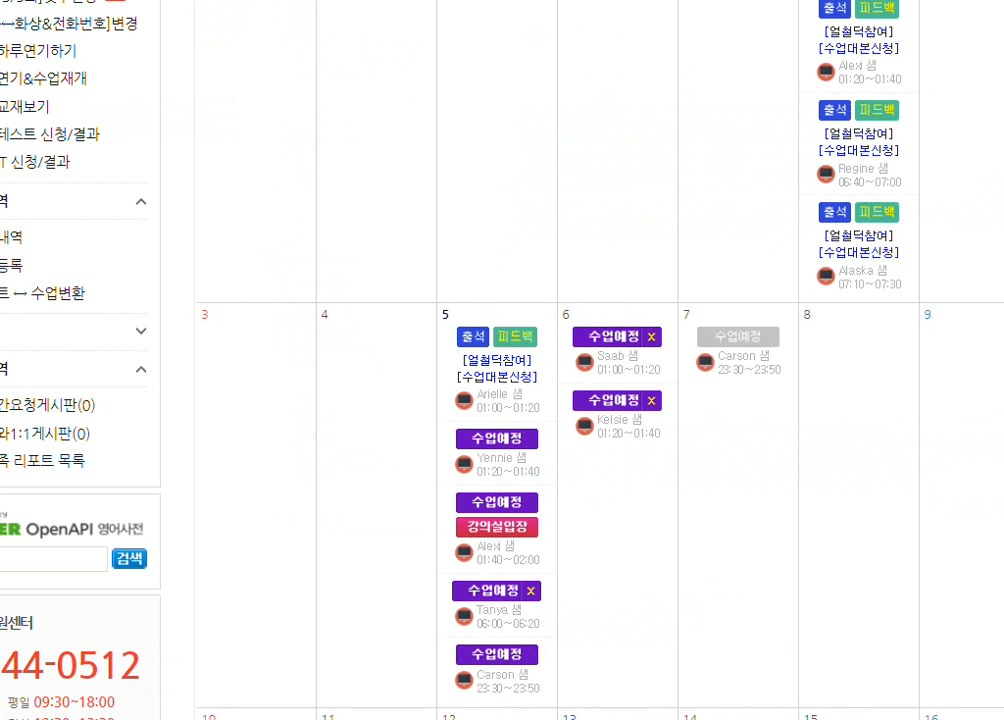 ↔화상&전화번호]변경
하루연기하기
연기&수업재개
교재보기
테스트 신청/결과
T 신청/결과
역
내역
등록
트 ↔ 수업변환
역
간요청게시판(0)
와1:1게시판(0)
족 리포트 목록
ER OpenAPI 영어사전
검색
원센터
44-0512
평일 09:30~18:00
출석 피드백
[얼철덕참여]
[수업대본신청]
Alexi 샘
01:20~01:40
출석 피드백
[얼철덕참여]
[수업대본신청]
Regine 샘
06:40~07:00
출석 피드백
[얼철덕참여]
[수업대본신청]
Alaska 샘
07:10~07:30
3
4
5
출석 피드백
[얼철덕참여]
[수업대본신청]
Arielle 샘
01:00~01:20
수업예정
Yennie 샘
01:20~01:40
수업예정
강의실입장
Alexi 샘
01:40~02:00
수업예정 x
Tanya 샘
06:00~06:20
수업예정
Carson 샘
23:30~23:50
6
수업예정 x
Saab 샘
01:00~01:20
수업예정 x
Kelsie 샘
01:20~01:40
7
수업예정
Carson 샘
23:30~23:50
8
9
10
11
12
13
14
15
16